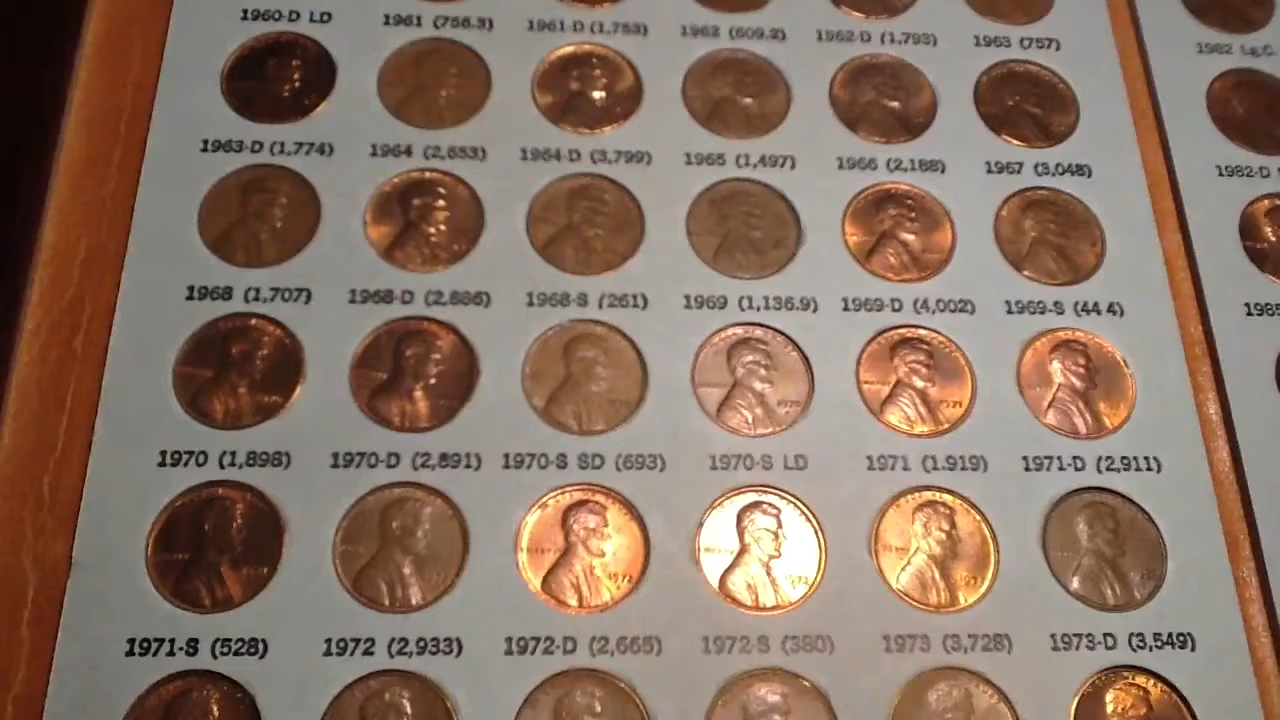 1960-D LD 1961 (756.3) 1961-D (1,753) 1962 (609.2) 1962-D (1,793) 1963 (757)
1963-D (1,774) 1964 (2,653) 1964-D (3,799) 1965 (1,497) 1966 (2,188) 1967 (3,048)
1968 (1,707) 1968-D (2,886) 1968-S (261) 1969 (1,136.9) 1969-D (4,002) 1969-S (44.4)
1970 (1,898) 1970-D (2,891) 1970-S SD (693) 1970-S LD 1971 (1.919) 1971-D (2,911)
1971-S (528) 1972 (2,933) 1972-D (2,665) 1972-S (380) 1973 (3,728) 1973-D (3,549)
1982 Lg.
1982-D
1985